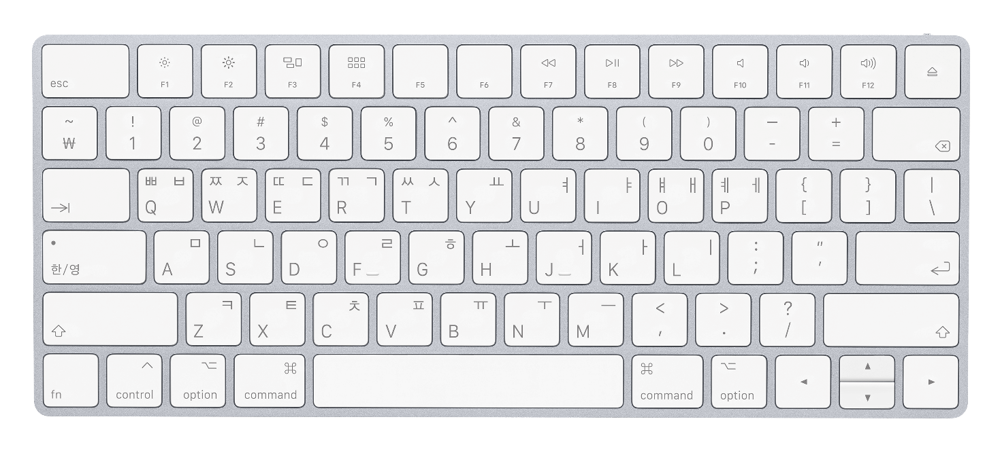 esc F1 F2 F3 F4 F5 F6 F7 F8 F9 F10 F11 F12
~ ! @ # $ % ^ & * ( ) — +
₩ 1 2 3 4 5 6 7 8 9 0 - =
ㅃ ㅂ ㅉ ㅈ ㄸ ㄷ ㄲ ㄱ ㅆ ㅅ ㅛ ㅕ ㅑ ㅒ ㅐ ㅖ ㅔ { } |
Q W E R T Y U I O P [ ] \
• ㅁ ㄴ ㅇ ㄹ ㅎ ㅗ ㅓ ㅏ ㅣ : "
한/영 A S D F G H J K L ; '
ㅋ ㅌ ㅊ ㅍ ㅠ ㅜ ㅡ < > ?
Z X C V B N M , . /
fn control option command command option